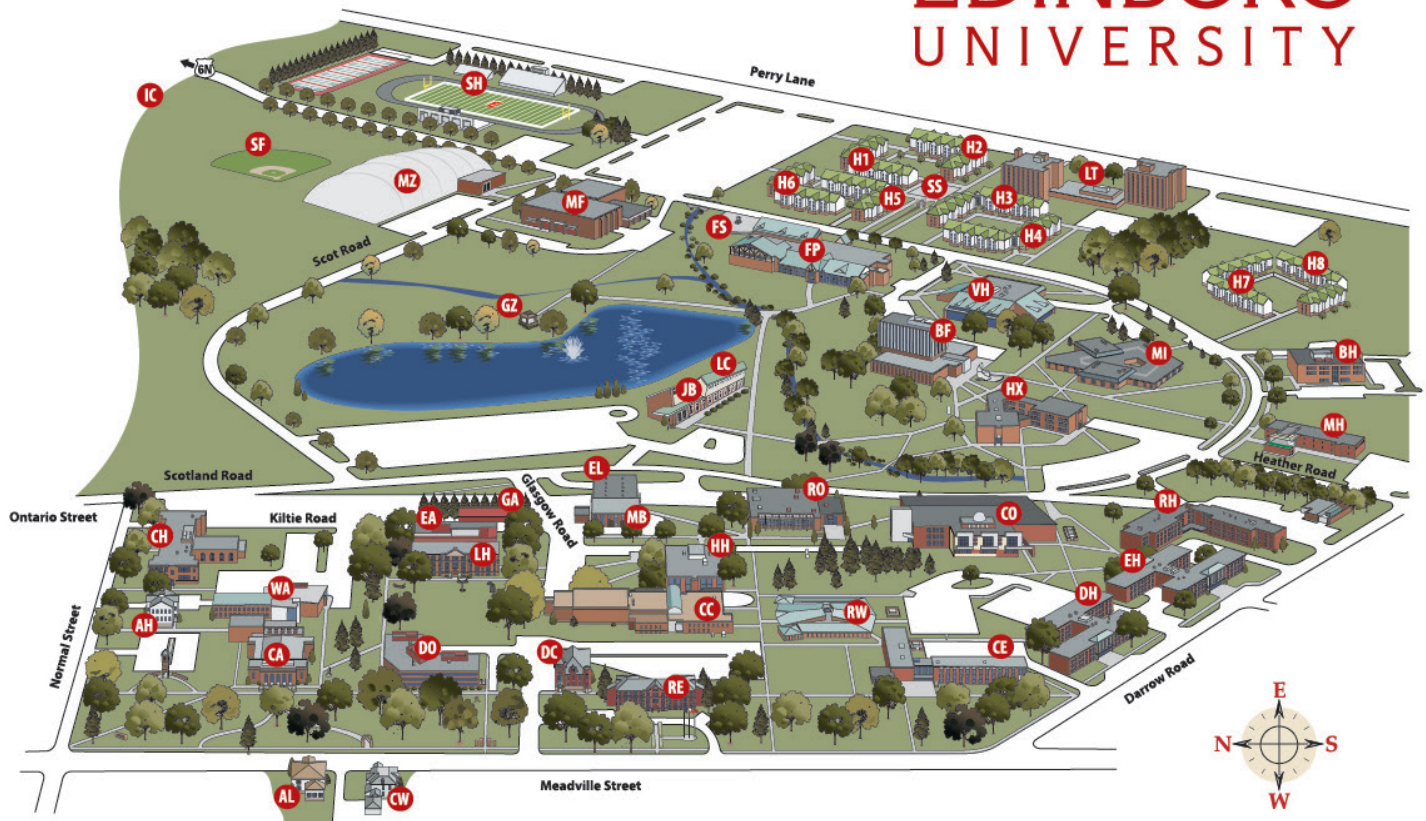 EDINBORO
UNIVERSITY
Perry Lane
6N
IC
SH
SF
MZ
MF
H1
H2
H6
H5
SS
LT
H3
H4
FS
FP
H8
H7
Scot Road
GZ
VH
BF
MI
BH
LC
JB
HX
MH
Heather Road
Scotland Road
EL
Glasgow Road
RO
Ontario Street
Kiltie Road
GA
EA
MB
CO
RH
CH
LH
HH
EH
WA
CC
DH
AH
RW
Normal Street
CA
DO
DC
CE
RE
Darrow Road
E
N
S
W
Meadville Street
AL
CW